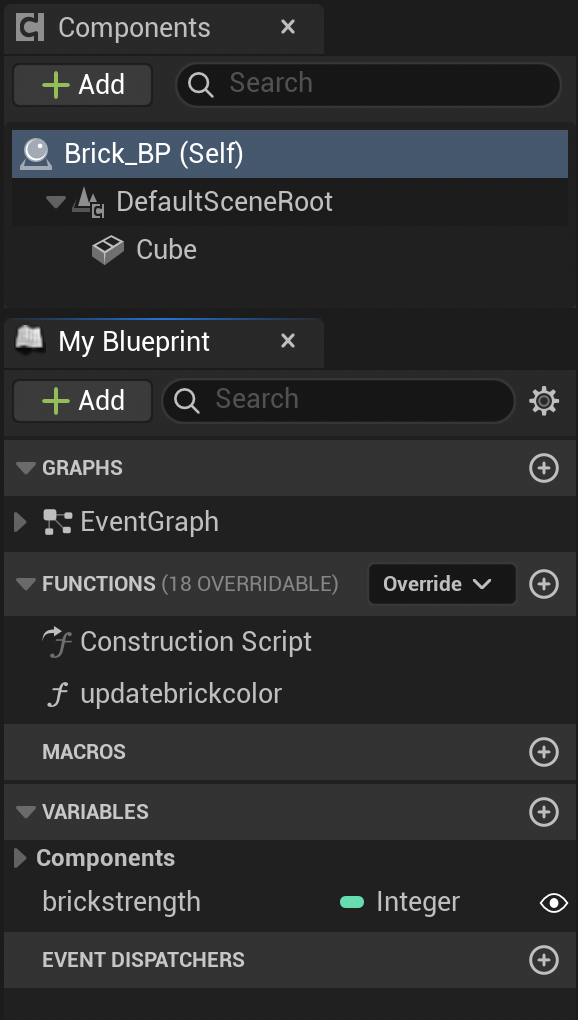 Components
Add
Search
Brick_BP (Self)
DefaultSceneRoot
Cube
My Blueprint
Add
Search
GRAPHS
EventGraph
FUNCTIONS (18 OVERRIDABLE) Override
Construction Script
updatebrickcolor
MACROS
VARIABLES
Components
brickstrength Integer
EVENT DISPATCHERS